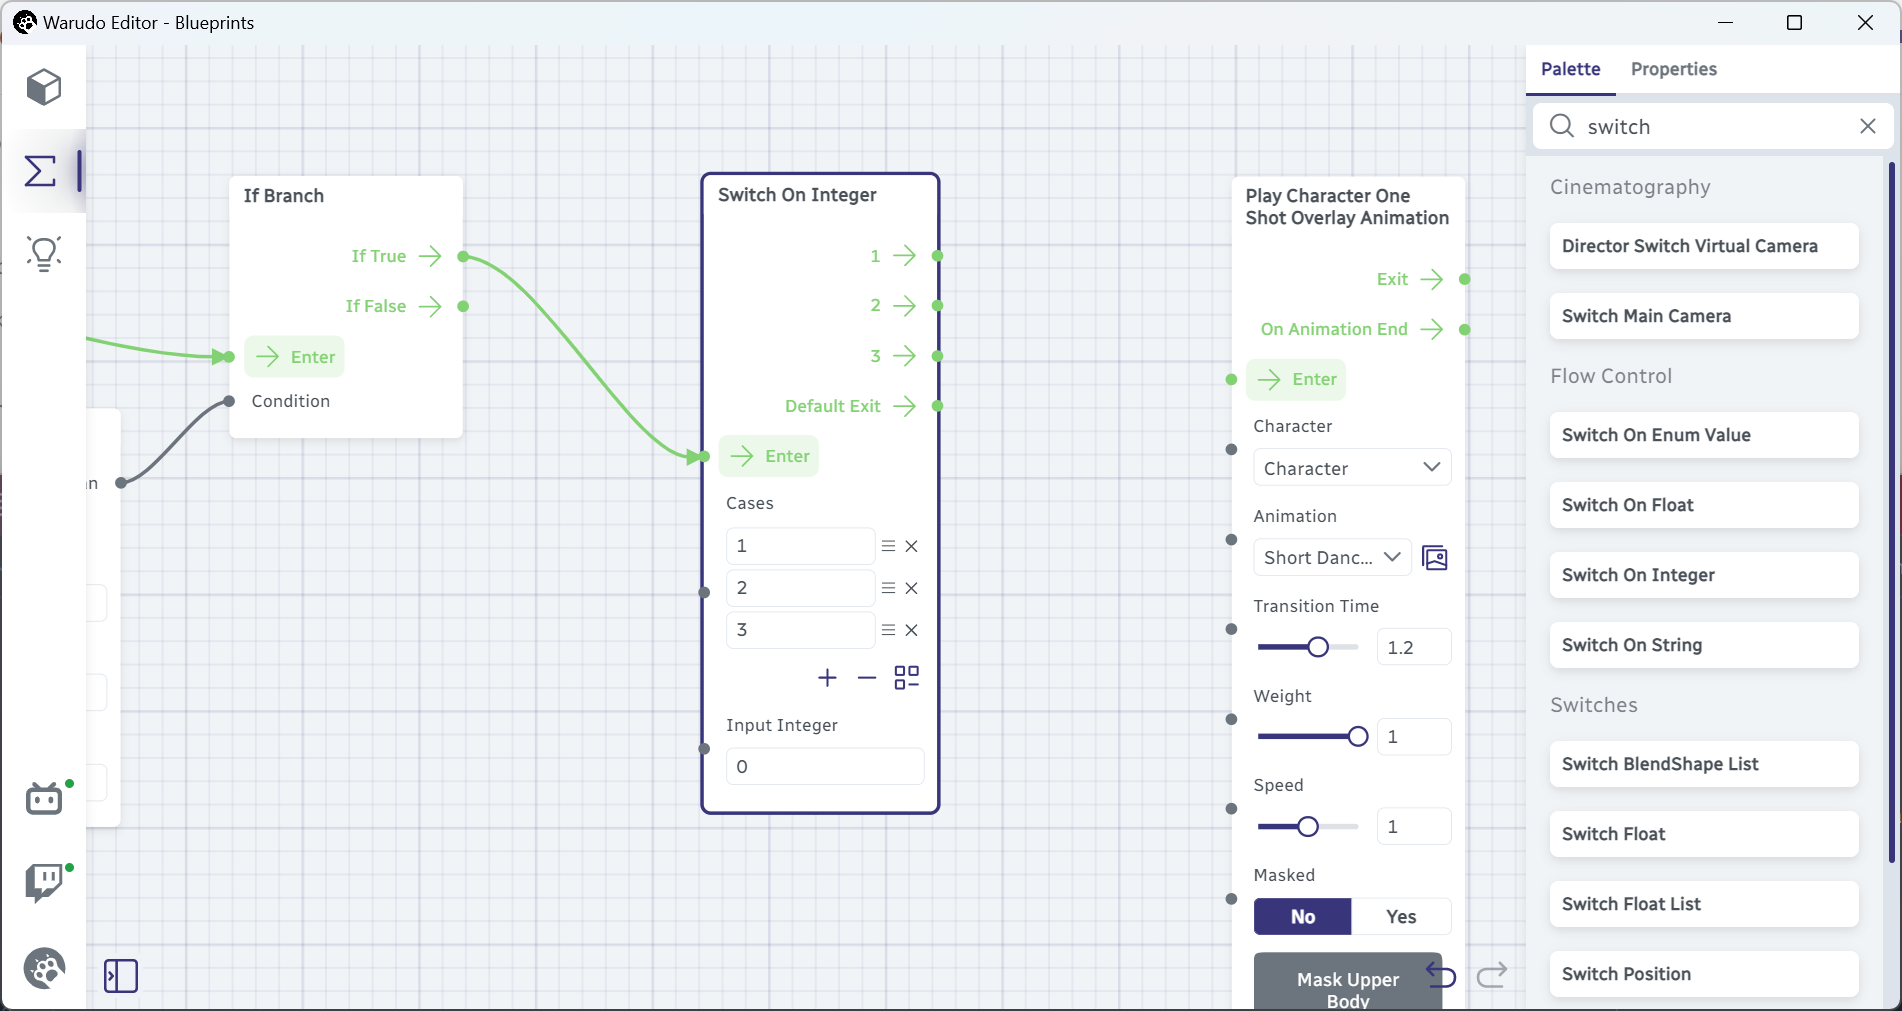 Warudo Editor - Blueprints
If Branch
If True
If False
Enter
Condition
Switch On Integer
1
2
3
Default Exit
Enter
Cases
1
2
3
Input Integer
0
Play Character One
Shot Overlay Animation
Exit
On Animation End
Enter
Character
Character
Animation
Short Danc...
Transition Time
1.2
Weight
1
Speed
1
Masked
No Yes
Mask Upper
Body
Palette Properties
switch
Cinematography
Director Switch Virtual Camera
Switch Main Camera
Flow Control
Switch On Enum Value
Switch On Float
Switch On Integer
Switch On String
Switches
Switch BlendShape List
Switch Float
Switch Float List
Switch Position